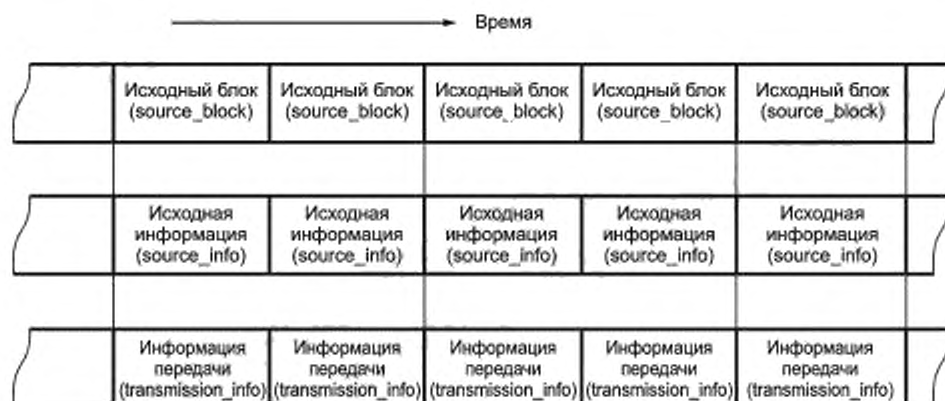 Время
Исходный блок Исходный блок Исходный блок Исходный блок Исходный блок
(source_block) (source_block) (source_block) (source_block) (source_block)
Исходная Исходная Исходная Исходная Исходная
информация информация информация информация информация
(source_info) (source_info) (source_info) (source_info) (source_info)
Информация Информация Информация Информация Информация
передачи передачи передачи передачи передачи
(transmission_info) (transmission_info) (transmission_info) (transmission_info) (transmission_info)